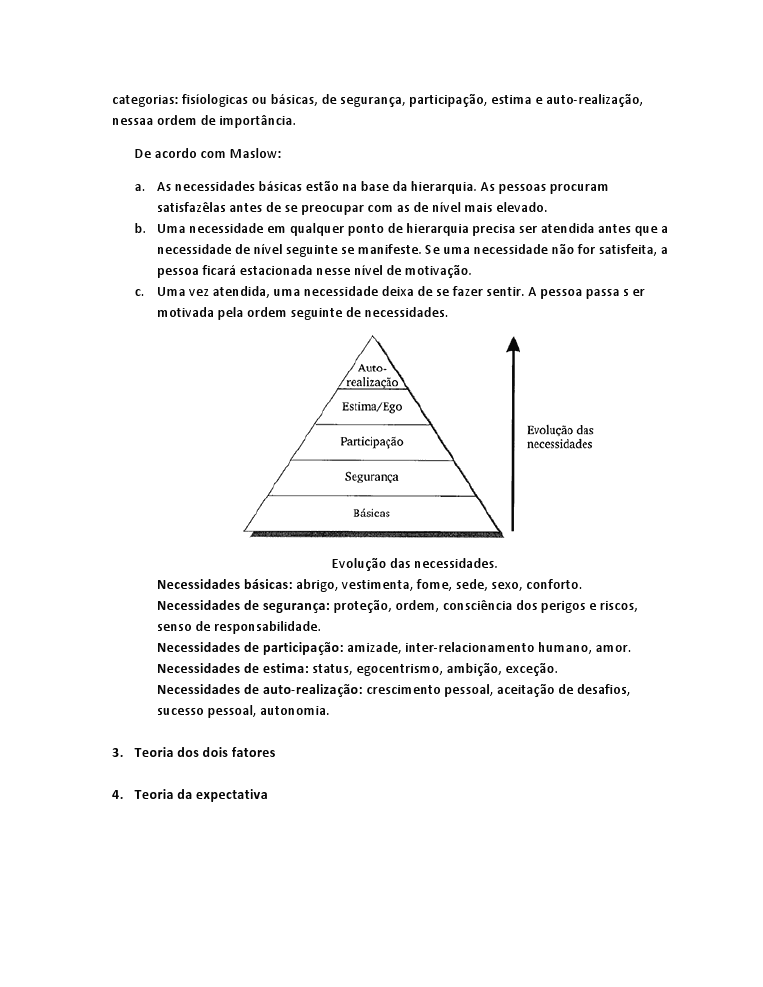 categorias: fisíologicas ou básicas, de segurança, participação, estima e auto-realização,
nessaa ordem de importância.
De acordo com Maslow:
a. As necessidades básicas estão na base da hierarquia. As pessoas procuram
satisfazêlas antes de se preocupar com as de nível mais elevado.
b. Uma necessidade em qualquer ponto de hierarquia precisa ser atendida antes que a
necessidade de nível seguinte se manifeste. Se uma necessidade não for satisfeita, a
pessoa ficará estacionada nesse nível de motivação.
c. Uma vez atendida, uma necessidade deixa de se fazer sentir. A pessoa passa s er
motivada pela ordem seguinte de necessidades.
Auto-
realização
Estima/Ego
Participação
Segurança
Básicas
Evolução das
necessidades
Evolução das necessidades.
Necessidades básicas: abrigo, vestimenta, fome, sede, sexo, conforto.
Necessidades de segurança: proteção, ordem, consciência dos perigos e riscos,
senso de responsabilidade.
Necessidades de participação: amizade, inter-relacionamento humano, amor.
Necessidades de estima: status, egocentrismo, ambição, exceção.
Necessidades de auto-realização: crescimento pessoal, aceitação de desafios,
sucesso pessoal, autonomia.
3. Teoria dos dois fatores
4. Teoria da expectativa